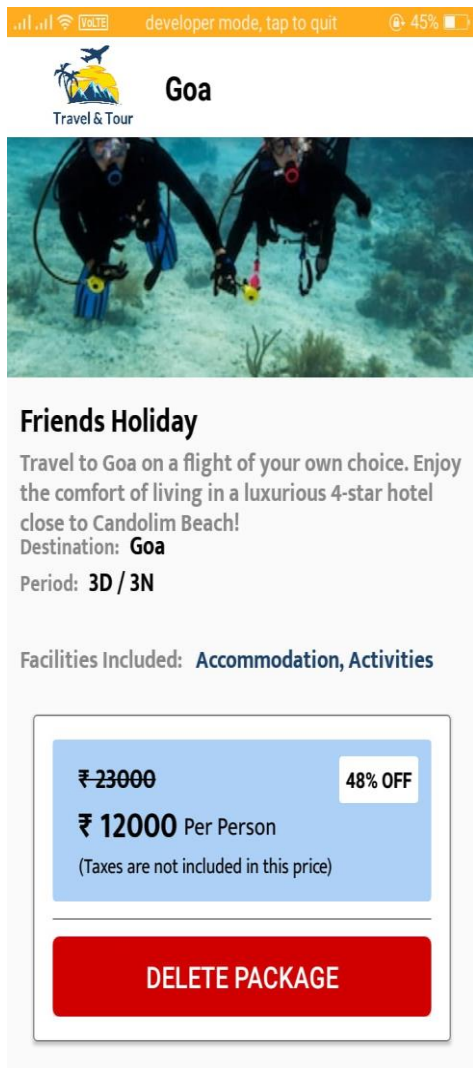 VoLTE developer mode, tap to quit 45%
Travel & Tour
Goa
Friends Holiday
Travel to Goa on a flight of your own choice. Enjoy
the comfort of living in a luxurious 4-star hotel
close to Candolim Beach!
Destination: Goa
Period: 3D / 3N
Facilities Included: Accommodation, Activities
₹ 23000
48% OFF
₹ 12000 Per Person
(Taxes are not included in this price)
DELETE PACKAGE